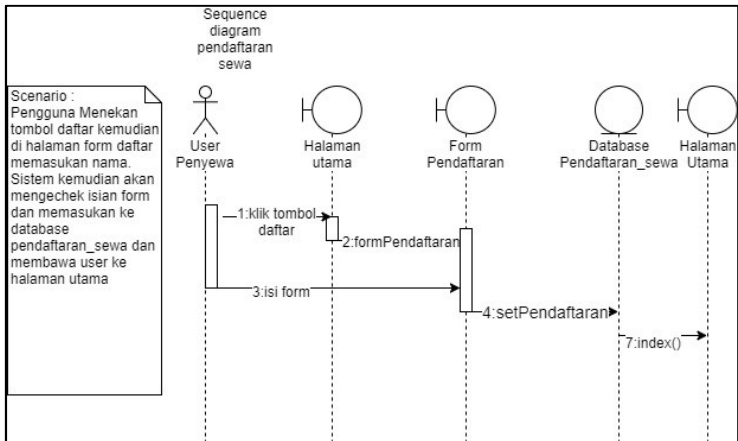 Sequence
diagram
pendaftaran
sewa
Scenario :
Pengguna Menekan
tombol daftar kemudian
di halaman form daftar
memasukan nama.
Sistem kemudian akan
mengechek isian form
dan memasukan ke
database
pendaftaran_sewa dan
membawa user ke
halaman utama
User
Penyewa
Halaman
utama
Form
Pendaftaran
Database
Pendaftaran_sewa
Halaman
Utama
1:klik tombol
daftar
2:formPendaftaran
3:isi form
4:setPendaftaran
7:index()